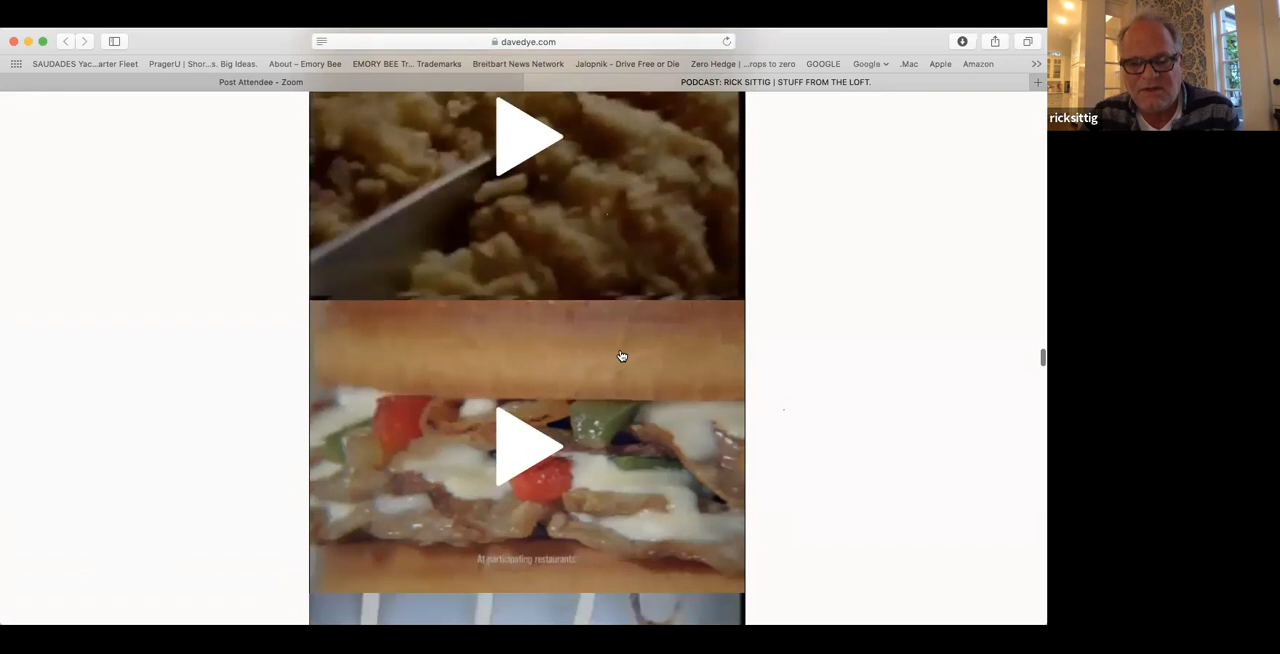 davedye.com
SAUDADES Yac...arter Fleet PragerU | Shor...s. Big Ideas. About – Emory Bee EMORY BEE Tr... Trademarks Breitbart News Network Jalopnik - Drive Free or Die Zero Hedge |...rops to zero GOOGLE Google .Mac Apple Amazon
Post Attendee - Zoom PODCAST: RICK SITTIG | STUFF FROM THE LOFT.
ricksittig
At participating restaurants